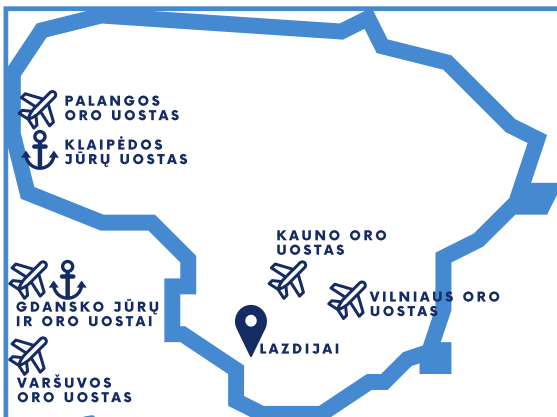 PALANGOS
ORO UOSTAS
KLAIPĖDOS
JŪRŲ UOSTAS
KAUNO ORO
UOSTAS
GDANSKO JŪRŲ
IR ORO UOSTAI
VILNIAUS ORO
UOSTAS
LAZDIJAI
VARŠUVOS
ORO UOSTAS